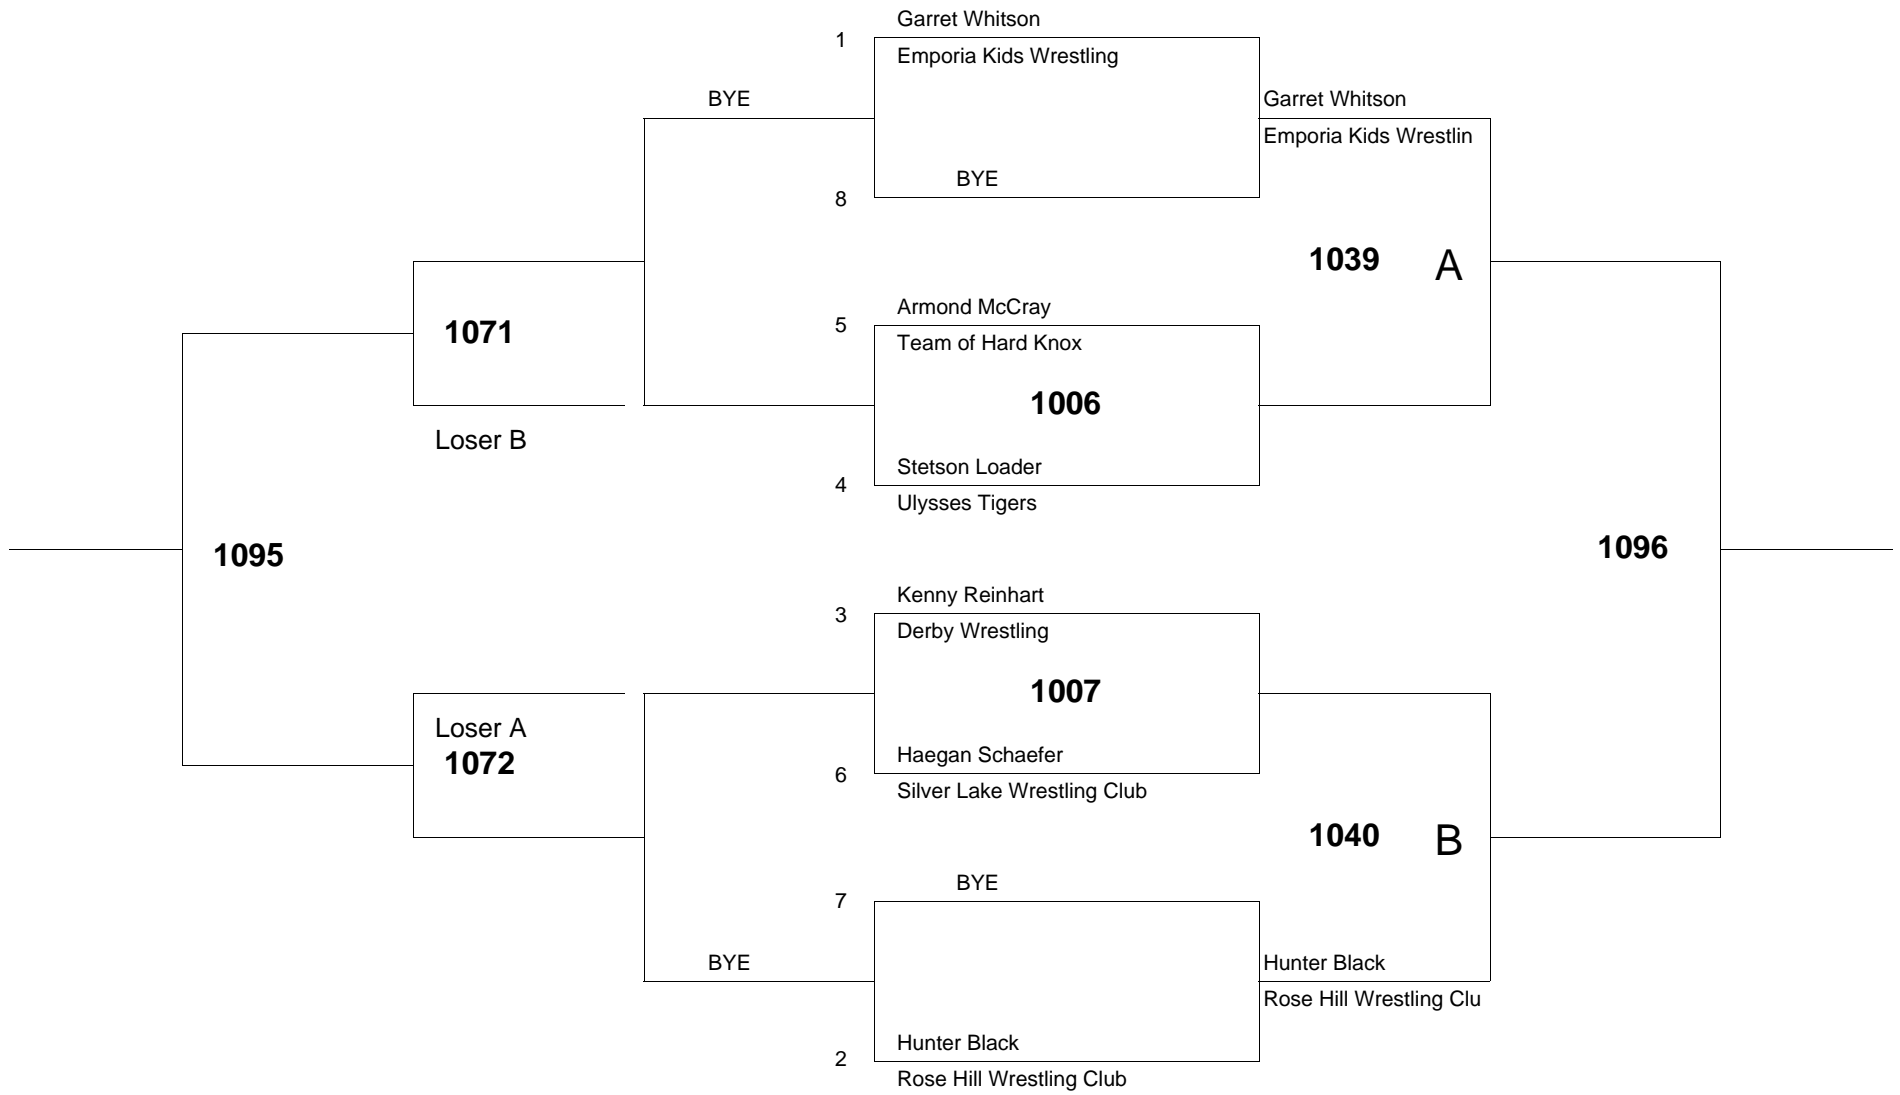 Garret Whitson
1
Emporia Kids Wrestling
BYE
Garret Whitson
Emporia Kids Wrestlin
BYE
8
1039 A
Armond McCray
5
1071
Team of Hard Knox
1006
Loser B
Stetson Loader
4
Ulysses Tigers
1095
1096
Kenny Reinhart
3
Derby Wrestling
1007
Loser A
1072
Haegan Schaefer
6
Silver Lake Wrestling Club
1040 B
BYE
7
BYE
Hunter Black
Rose Hill Wrestling Clu
Hunter Black
2
Rose Hill Wrestling Club